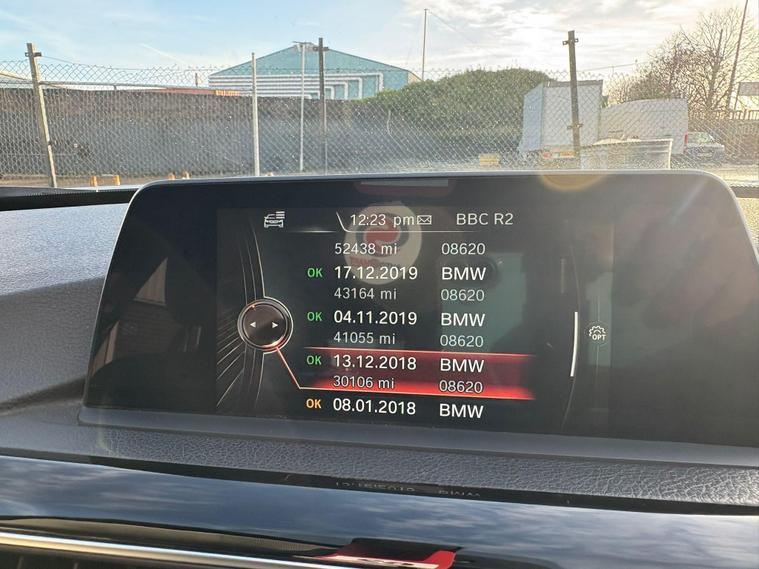 12:23 pm BBC R2
52438 mi 08620
OK 17.12.2019 BMW
43164 mi 08620
OK 04.11.2019 BMW
41055 mi 08620
OK 13.12.2018 BMW
30106 mi 08620
OK 08.01.2018 BMW
OPT